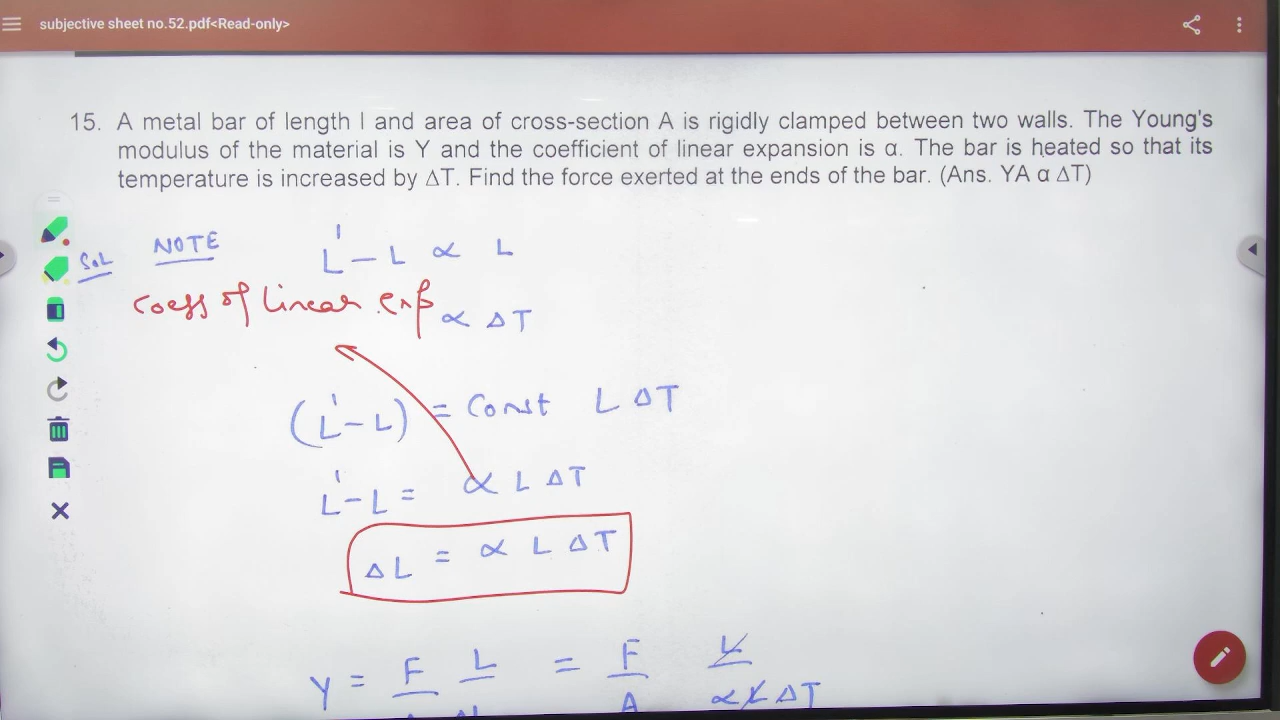 subjective sheet no.52.pdf<Read-only>
15. A metal bar of length l and area of cross-section A is rigidly clamped between two walls. The Young's
modulus of the material is Y and the coefficient of linear expansion is α. The bar is heated so that its
temperature is increased by ΔT. Find the force exerted at the ends of the bar. (Ans. YA α ΔT)
Sol NOTE L' - L ∝ L
Coeff of Linear exp ∝ ΔT
(L' - L) = Const L ΔT
L' - L = α L ΔT
ΔL = α L ΔT
Y = F/A L/ΔL = F/A L/αLΔT